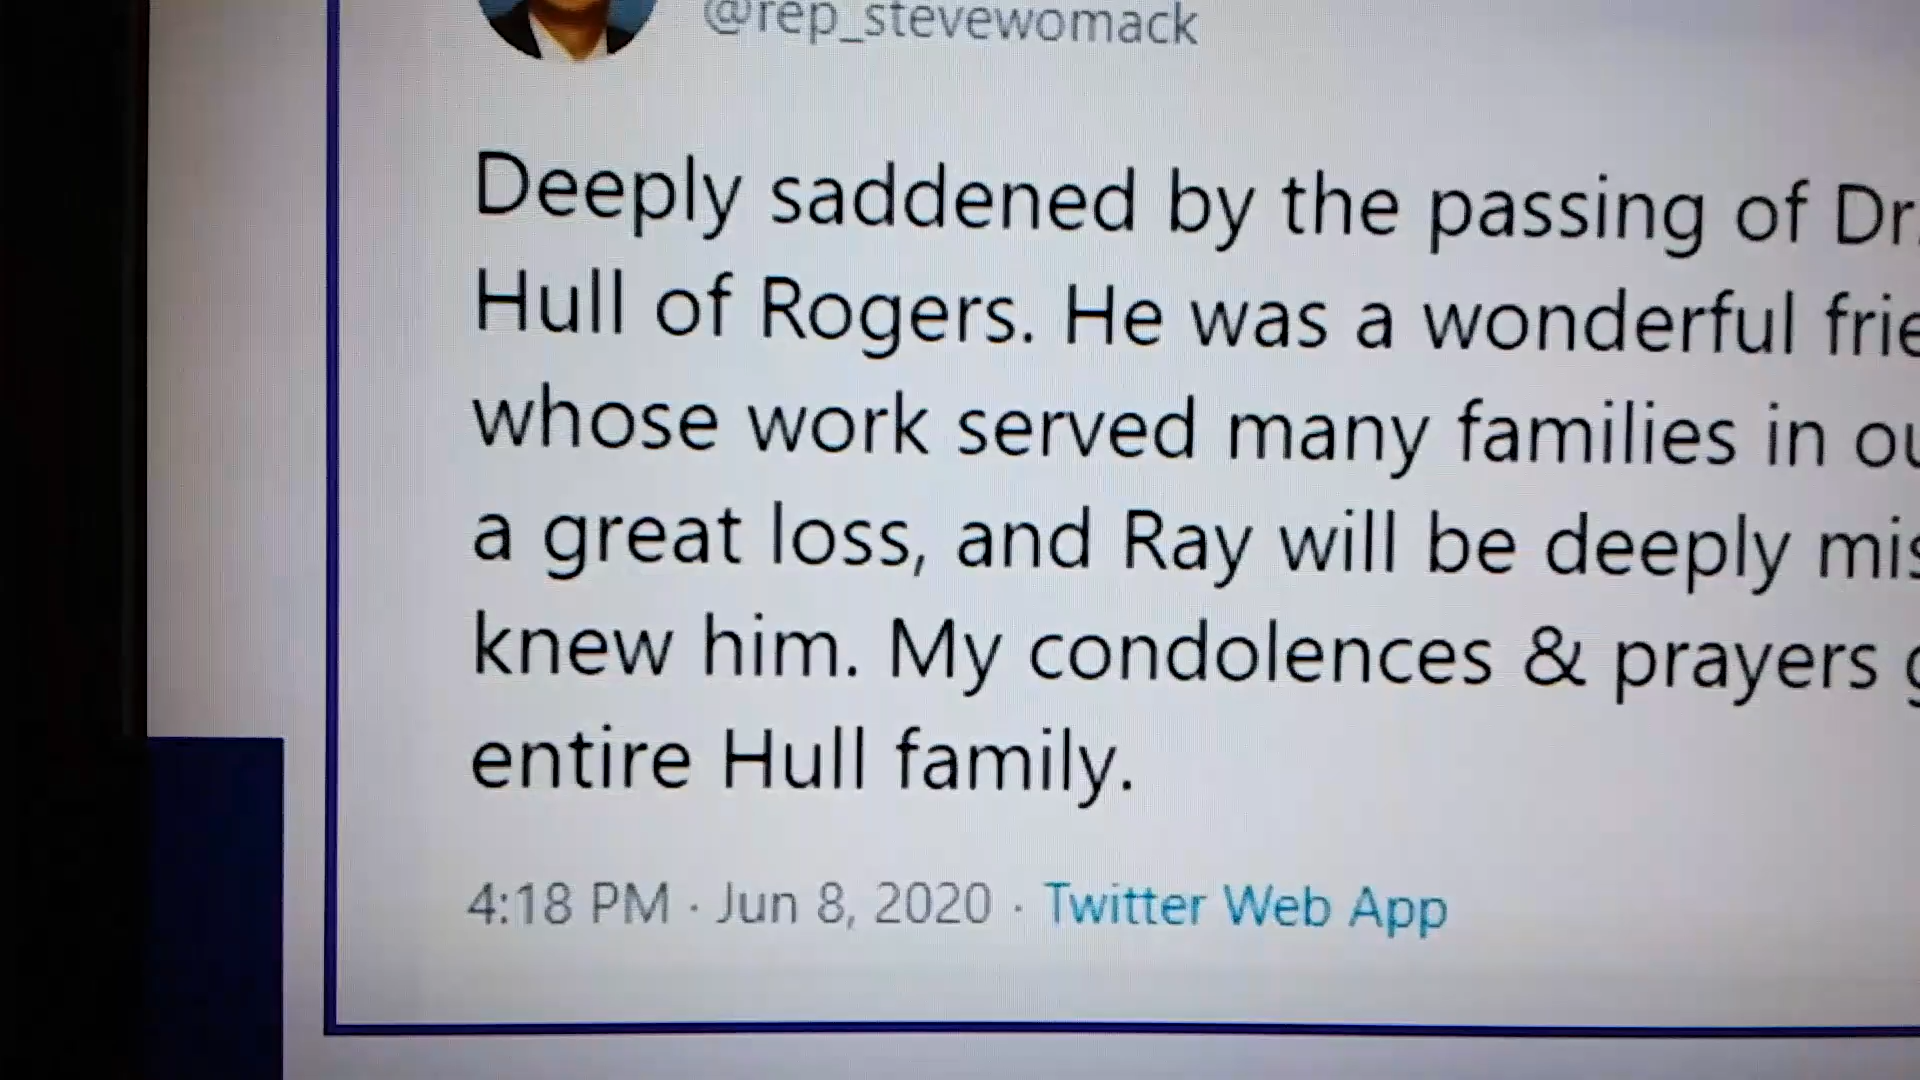 @rep_stevewomack
Deeply saddened by the passing of Dr.
Hull of Rogers. He was a wonderful
whose work served many families in
a great loss, and Ray will be deeply
knew him. My condolences & prayers
entire Hull family.
4:18 PM · Jun 8, 2020 · Twitter Web App